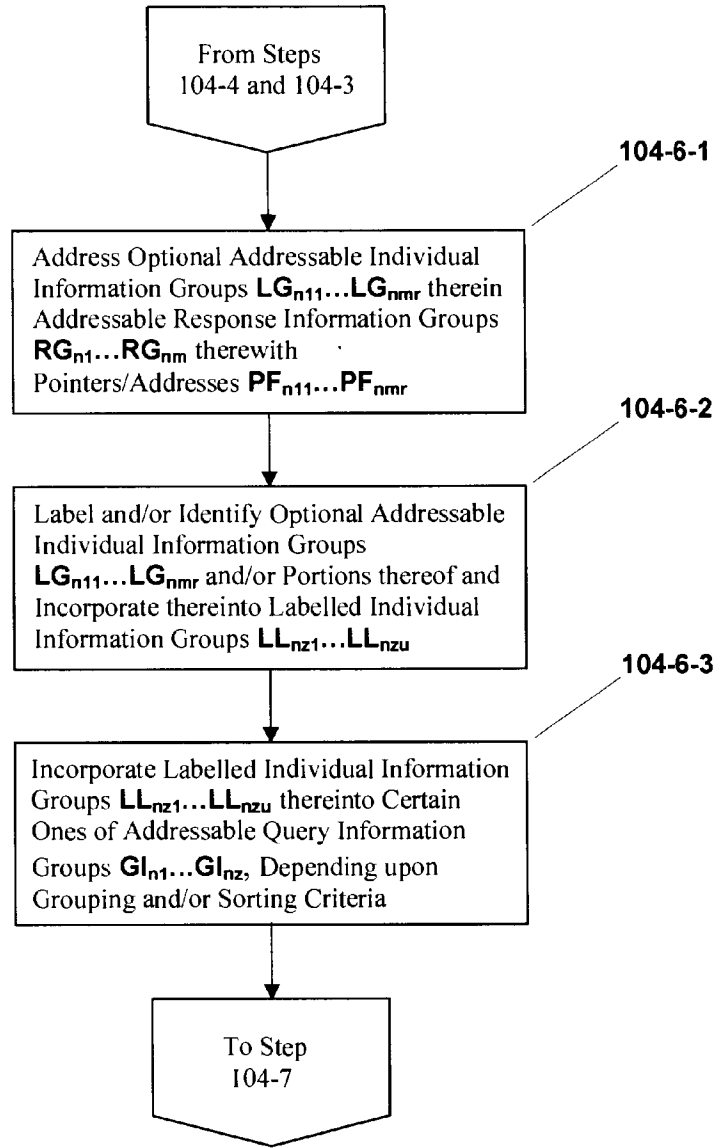 From Steps
104-4 and 104-3
104-6-1
Address Optional Addressable Individual
Information Groups LGn11...LGnmr therein
Addressable Response Information Groups
RGn1...RGnm therewith
Pointers/Addresses PFn11...PFnmr
104-6-2
Label and/or Identify Optional Addressable
Individual Information Groups
LGn11...LGnmr and/or Portions thereof and
Incorporate thereinto Labelled Individual
Information Groups LLnz1...LLnzu
104-6-3
Incorporate Labelled Individual Information
Groups LLnz1...LLnzu thereinto Certain
Ones of Addressable Query Information
Groups GIn1...GInz, Depending upon
Grouping and/or Sorting Criteria
To Step
104-7